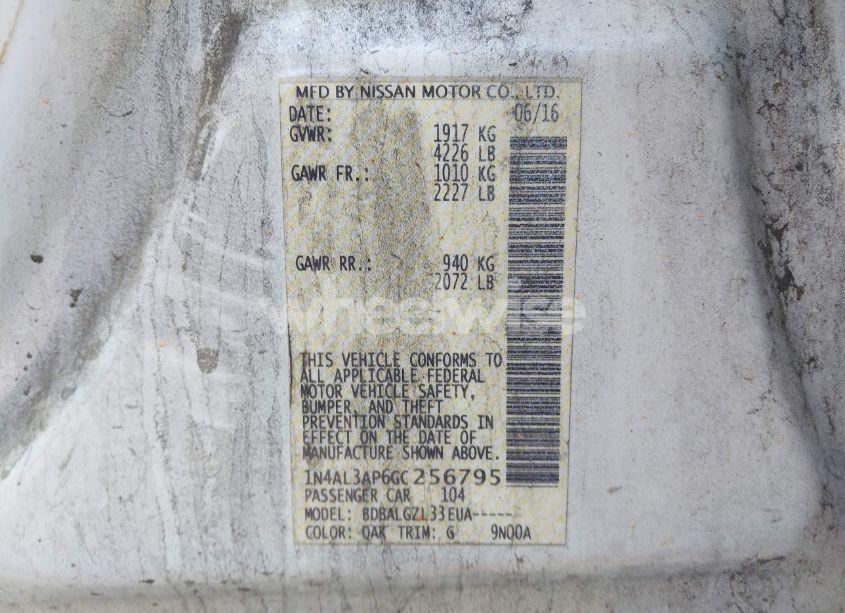 MFD BY NISSAN MOTOR CO., LTD.
DATE: 06/16
GVWR: 1917 KG
4226 LB
GAWR FR.: 1010 KG
2227 LB
GAWR RR.: 940 KG
2072 LB
wheelwise
THIS VEHICLE CONFORMS TO
ALL APPLICABLE FEDERAL
MOTOR VEHICLE SAFETY,
BUMPER, AND THEFT
PREVENTION STANDARDS IN
EFFECT ON THE DATE OF
MANUFACTURE SHOWN ABOVE.
1N4AL3AP6GC256795
PASSENGER CAR 104
MODEL: BDBALGZL33EUA------
COLOR: QAK TRIM: G 9N00A